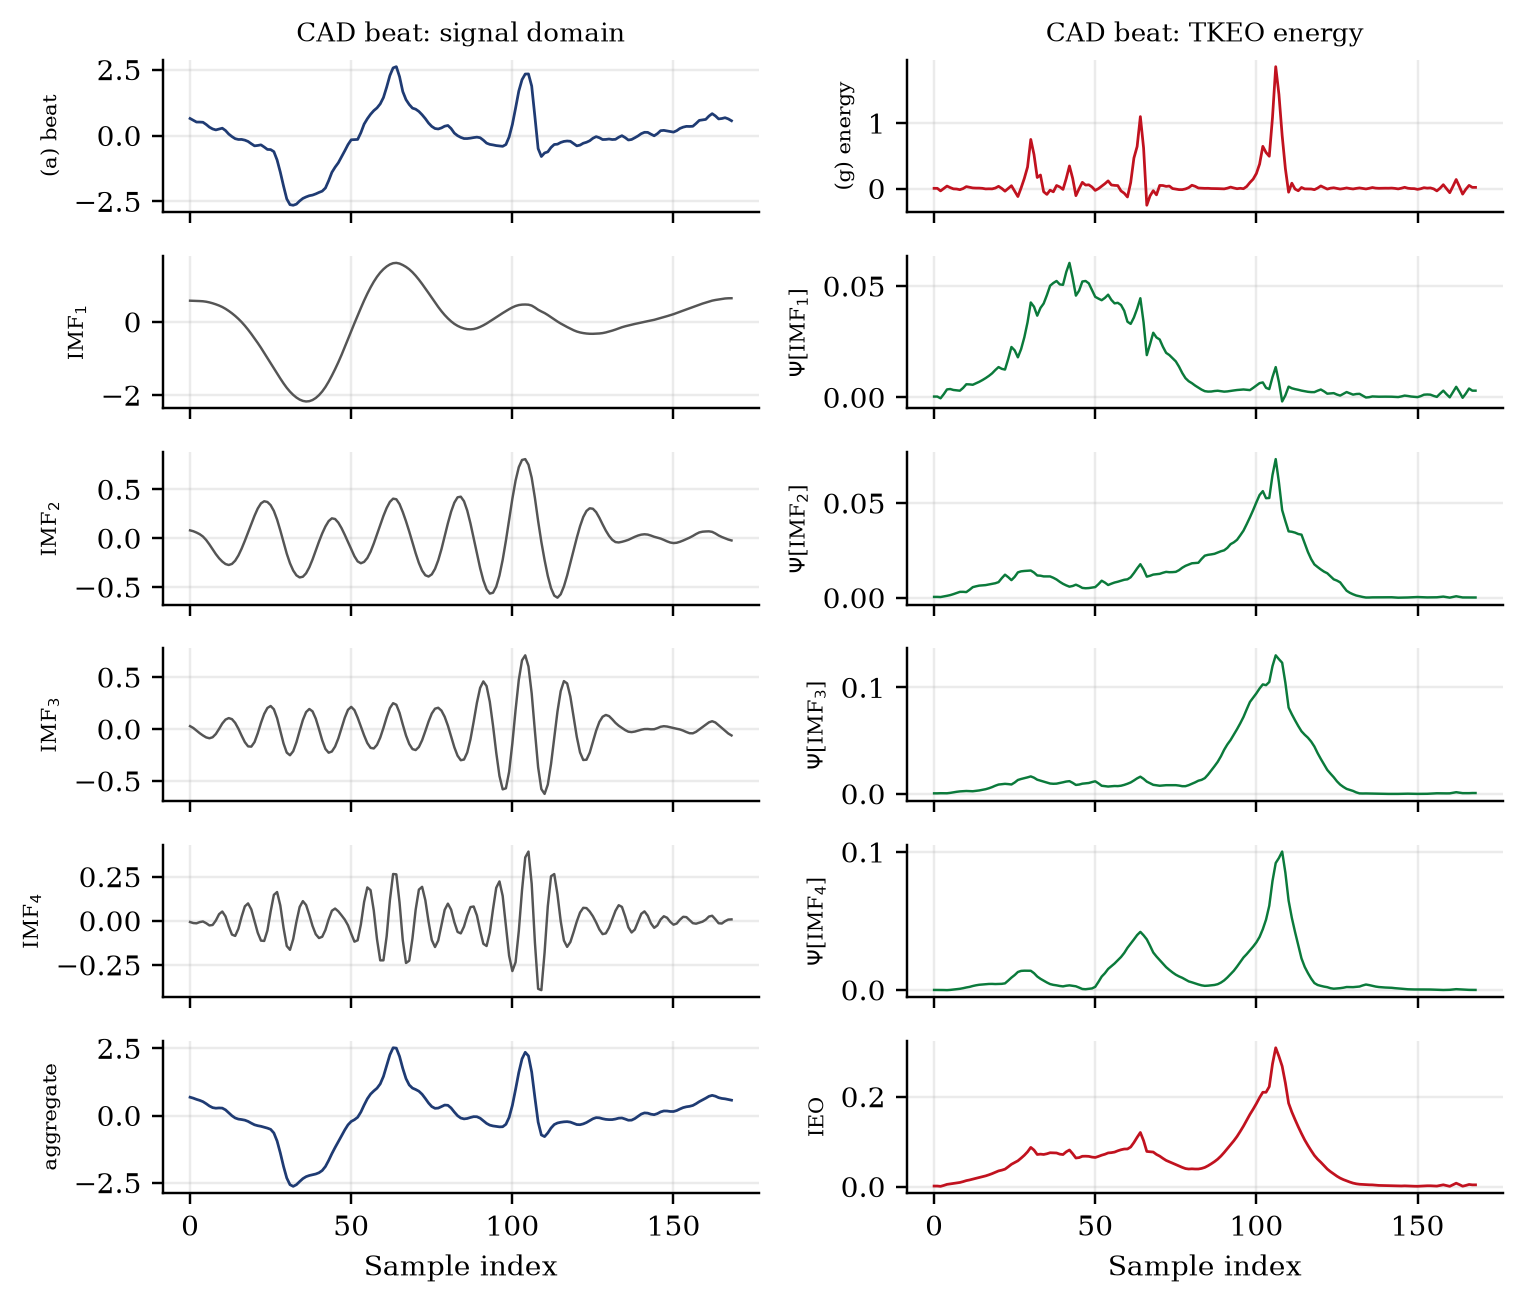 CAD beat: signal domain
(a) beat
2.5
0.0
−2.5
IMF₁
0
−2
IMF₂
0.5
0.0
−0.5
IMF₃
0.5
0.0
−0.5
IMF₄
0.25
0.00
−0.25
aggregate
2.5
0.0
−2.5
0 50 100 150
Sample index
CAD beat: TKEO energy
(g) energy
1
0
Ψ[IMF₁]
0.05
0.00
Ψ[IMF₂]
0.05
0.00
Ψ[IMF₃]
0.1
0.0
Ψ[IMF₄]
0.1
0.0
IEO
0.2
0.0
0 50 100 150
Sample index